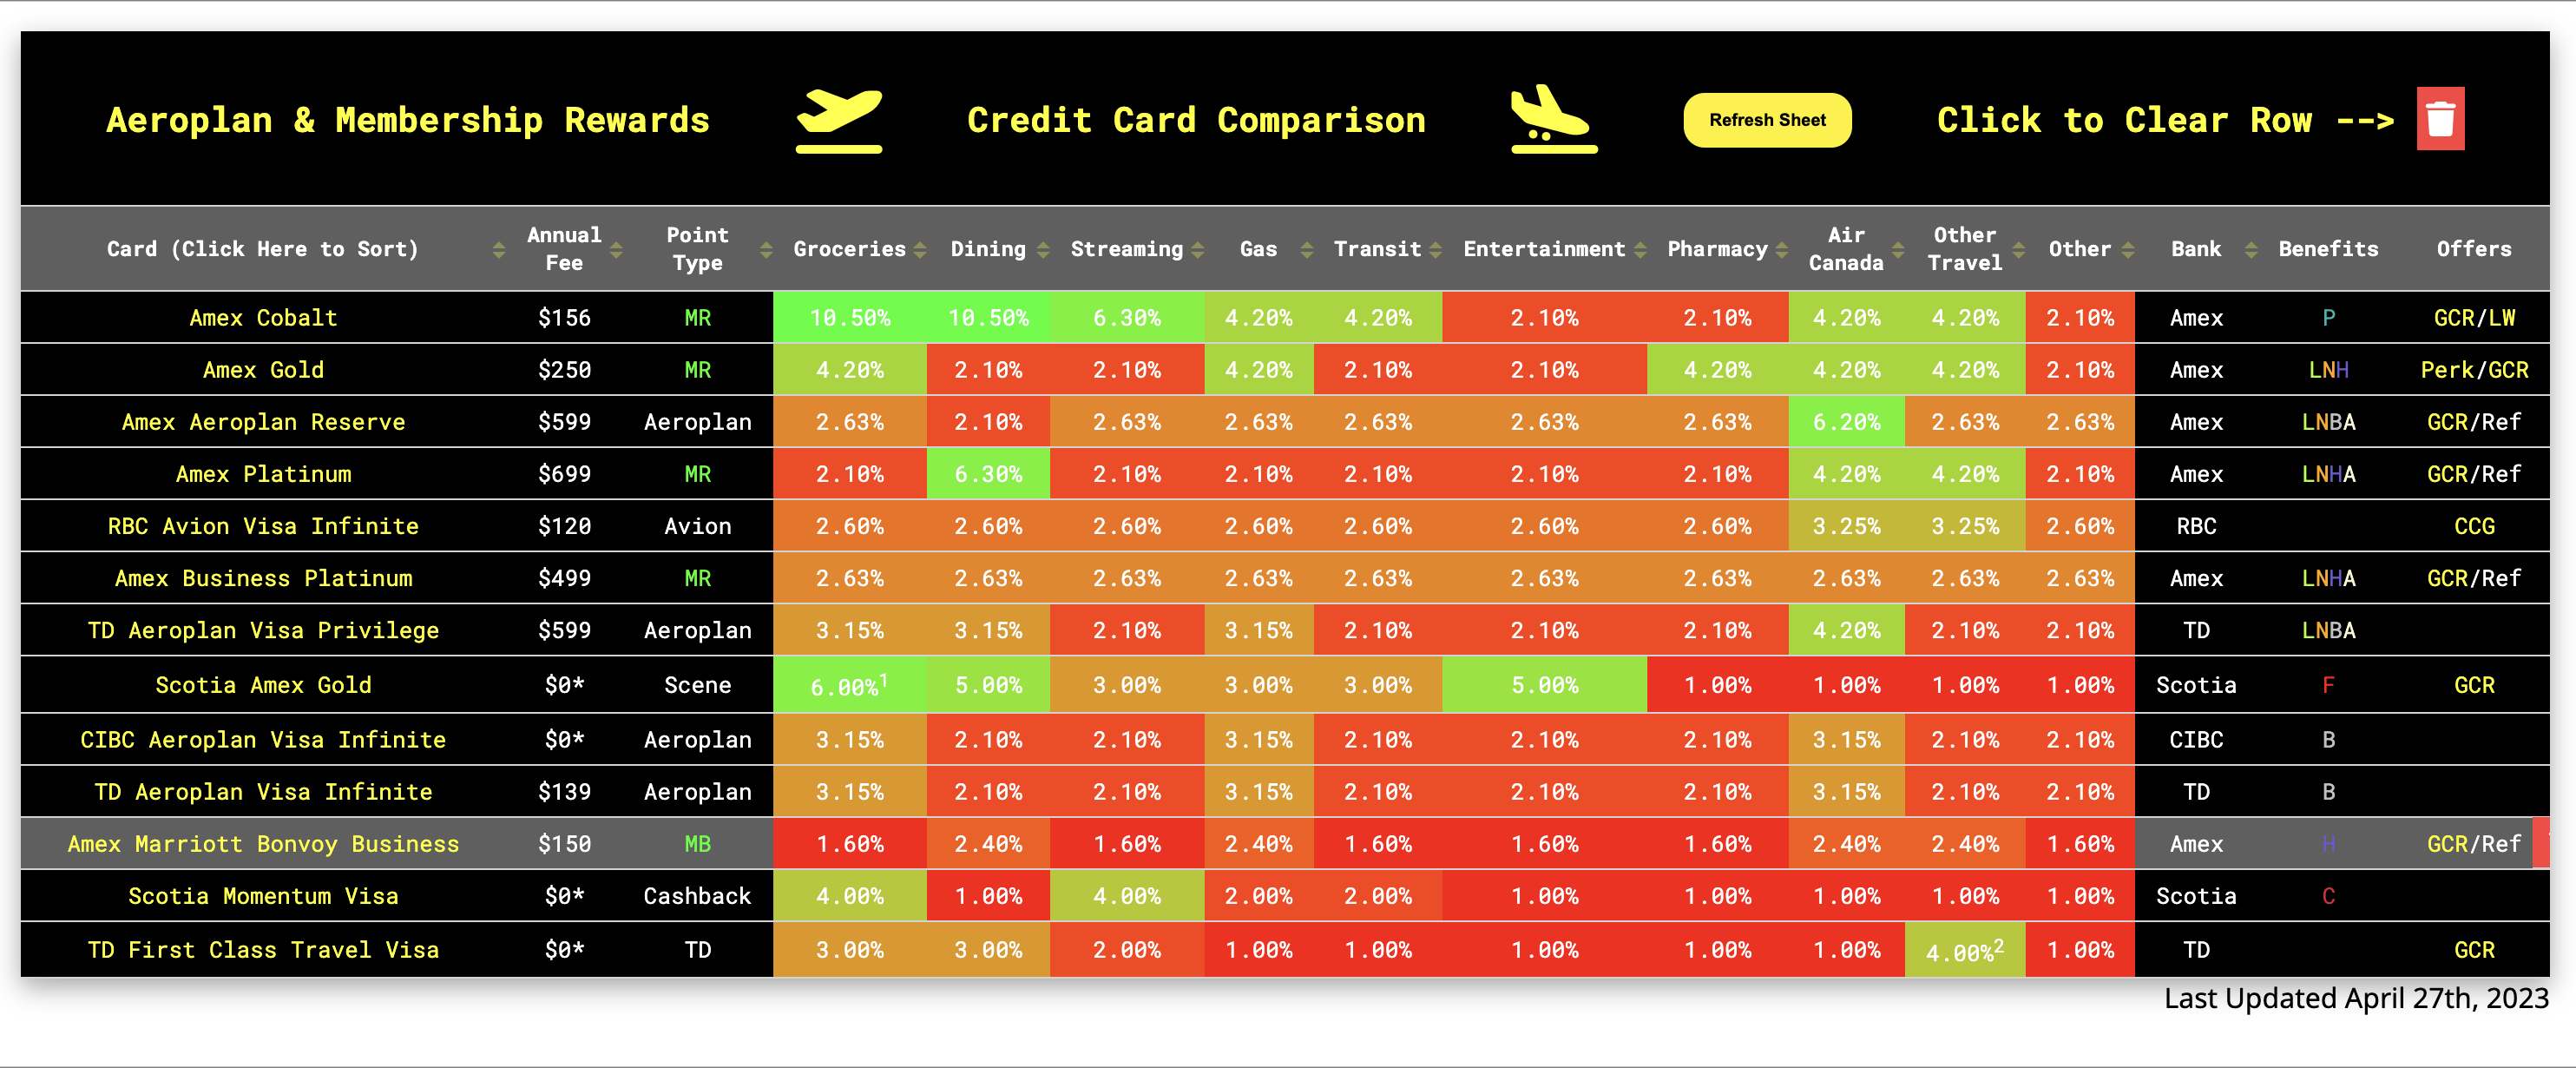 Aeroplan & Membership Rewards Credit Card Comparison Refresh Sheet Click to Clear Row -->
Card (Click Here to Sort) Annual Fee Point Type Groceries Dining Streaming Gas Transit Entertainment Pharmacy Air Canada Other Travel Other Bank Benefits Offers
Amex Cobalt $156 MR 10.50% 10.50% 6.30% 4.20% 4.20% 2.10% 2.10% 4.20% 4.20% 2.10% Amex P GCR/LW
Amex Gold $250 MR 4.20% 2.10% 2.10% 4.20% 2.10% 2.10% 4.20% 4.20% 4.20% 2.10% Amex LNH Perk/GCR
Amex Aeroplan Reserve $599 Aeroplan 2.63% 2.10% 2.63% 2.63% 2.63% 2.63% 2.63% 6.20% 2.63% 2.63% Amex LNBA GCR/Ref
Amex Platinum $699 MR 2.10% 6.30% 2.10% 2.10% 2.10% 2.10% 2.10% 4.20% 4.20% 2.10% Amex LNHA GCR/Ref
RBC Avion Visa Infinite $120 Avion 2.60% 2.60% 2.60% 2.60% 2.60% 2.60% 2.60% 3.25% 3.25% 2.60% RBC CCG
Amex Business Platinum $499 MR 2.63% 2.63% 2.63% 2.63% 2.63% 2.63% 2.63% 2.63% 2.63% 2.63% Amex LNHA GCR/Ref
TD Aeroplan Visa Privilege $599 Aeroplan 3.15% 3.15% 2.10% 3.15% 2.10% 2.10% 2.10% 4.20% 2.10% 2.10% TD LNBA
Scotia Amex Gold $0* Scene 6.00%1 5.00% 3.00% 3.00% 3.00% 5.00% 1.00% 1.00% 1.00% 1.00% Scotia F GCR
CIBC Aeroplan Visa Infinite $0* Aeroplan 3.15% 2.10% 2.10% 3.15% 2.10% 2.10% 2.10% 3.15% 2.10% 2.10% CIBC B
TD Aeroplan Visa Infinite $139 Aeroplan 3.15% 2.10% 2.10% 3.15% 2.10% 2.10% 2.10% 3.15% 2.10% 2.10% TD B
Amex Marriott Bonvoy Business $150 MB 1.60% 2.40% 1.60% 2.40% 1.60% 1.60% 1.60% 2.40% 2.40% 1.60% Amex H GCR/Ref
Scotia Momentum Visa $0* Cashback 4.00% 1.00% 4.00% 2.00% 2.00% 1.00% 1.00% 1.00% 1.00% 1.00% Scotia C
TD First Class Travel Visa $0* TD 3.00% 3.00% 2.00% 1.00% 1.00% 1.00% 1.00% 1.00% 4.00%2 1.00% TD GCR
Last Updated April 27th, 2023